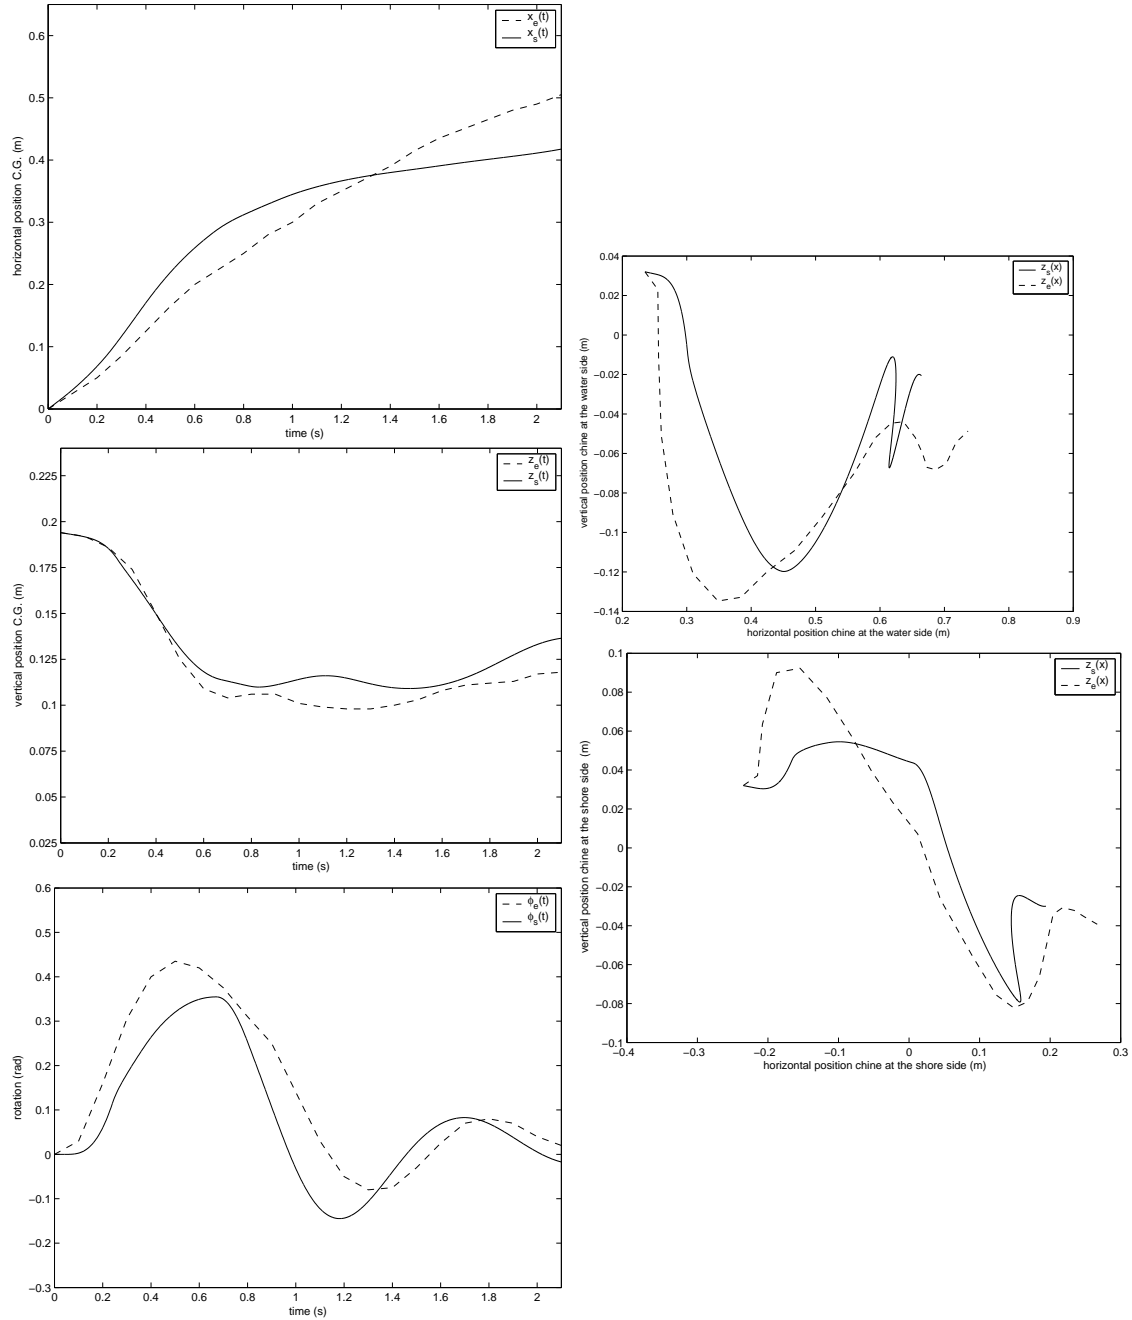 x_e(t)
x_s(t)
0.6
0.5
0.4
0.3
0.2
0.1
0
0 0.2 0.4 0.6 0.8 1 1.2 1.4 1.6 1.8 2
time (s)
horizontal position C.G. (m)
z_e(t)
z_s(t)
0.225
0.2
0.175
0.15
0.125
0.1
0.075
0.05
0.025
0 0.2 0.4 0.6 0.8 1 1.2 1.4 1.6 1.8 2
time (s)
vertical position C.G. (m)
ϕ_e(t)
ϕ_s(t)
0.6
0.5
0.4
0.3
0.2
0.1
0
−0.1
−0.2
−0.3
0 0.2 0.4 0.6 0.8 1 1.2 1.4 1.6 1.8 2
time (s)
rotation (rad)
z_s(x)
z_e(x)
0.04
0.02
0
−0.02
−0.04
−0.06
−0.08
−0.1
−0.12
−0.14
0.2 0.3 0.4 0.5 0.6 0.7 0.8 0.9
horizontal position chine at the water side (m)
vertical position chine at the water side (m)
z_s(x)
z_e(x)
0.1
0.08
0.06
0.04
0.02
0
−0.02
−0.04
−0.06
−0.08
−0.1
−0.4 −0.3 −0.2 −0.1 0 0.1 0.2 0.3
horizontal position chine at the shore side (m)
vertical position chine at the shore side (m)